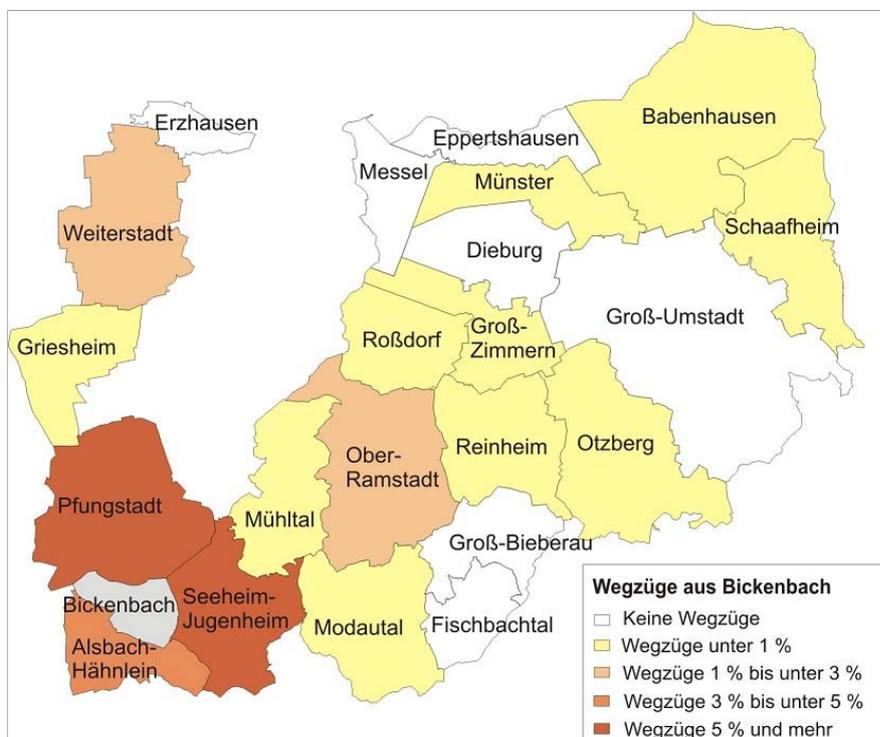 Babenhausen
Erzhausen
Eppertshausen
Messel
Münster
Schaafheim
Weiterstadt
Dieburg
Groß-Umstadt
Griesheim
Roßdorf
Groß-
Zimmern
Ober-
Ramstadt
Reinheim
Otzberg
Pfungstadt
Mühltal
Groß-Bieberau
Bickenbach
Seeheim-
Jugenheim
Modautal
Fischbachtal
Alsbach-
Hähnlein
Wegzüge aus Bickenbach
Keine Wegzüge
Wegzüge unter 1 %
Wegzüge 1 % bis unter 3 %
Wegzüge 3 % bis unter 5 %
Wegzüge 5 % und mehr